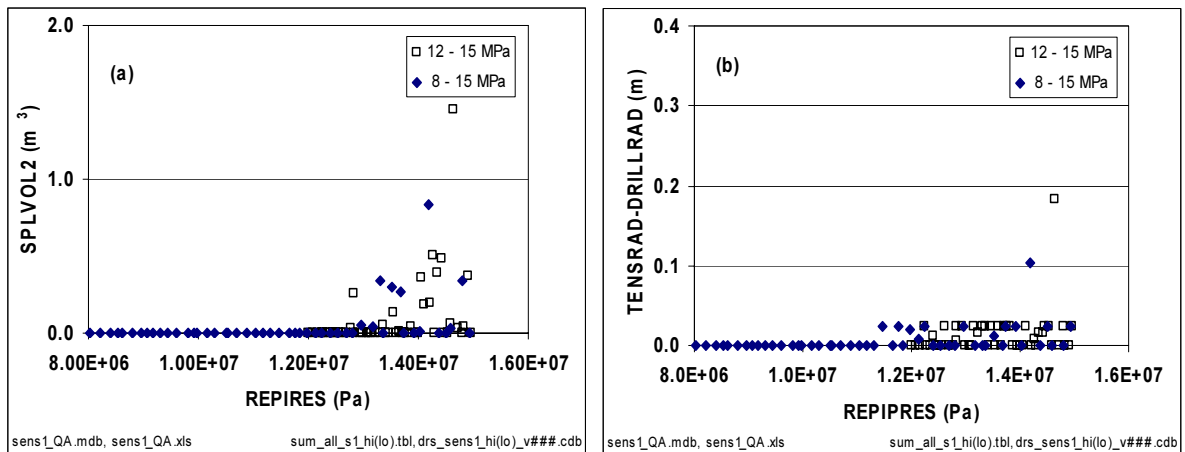 (a)
12 - 15 MPa
8 - 15 MPa
SPLVOL2 (m 3)
2.0
1.0
0.0
8.00E+06 1.00E+07 1.20E+07 1.40E+07 1.60E+07
REPIRES (Pa)
sens1_QA.mdb, sens1_QA.xls sum_all_s1_hi(lo).tbl,drs_sens1_hi(lo)_v###.cdb
(b)
12 - 15 MPa
8 - 15 MPa
TENSRAD-DRILLRAD (m)
0.4
0.3
0.2
0.1
0.0
8.0E+06 1.0E+07 1.2E+07 1.4E+07 1.6E+07
REPIPRES (Pa)
sens1_QA.mdb, sens1_QA.xls sum_all_s1_hi(lo).tbl,drs_sens1_hi(lo)_v###.cdb